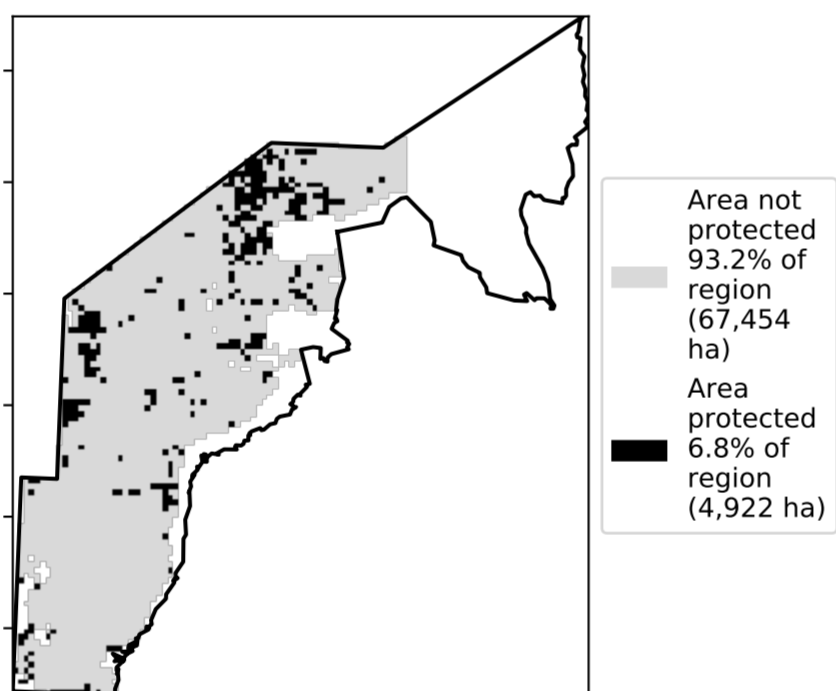 Area not
protected
93.2% of
region
(67,454
ha)
Area
protected
6.8% of
region
(4,922 ha)